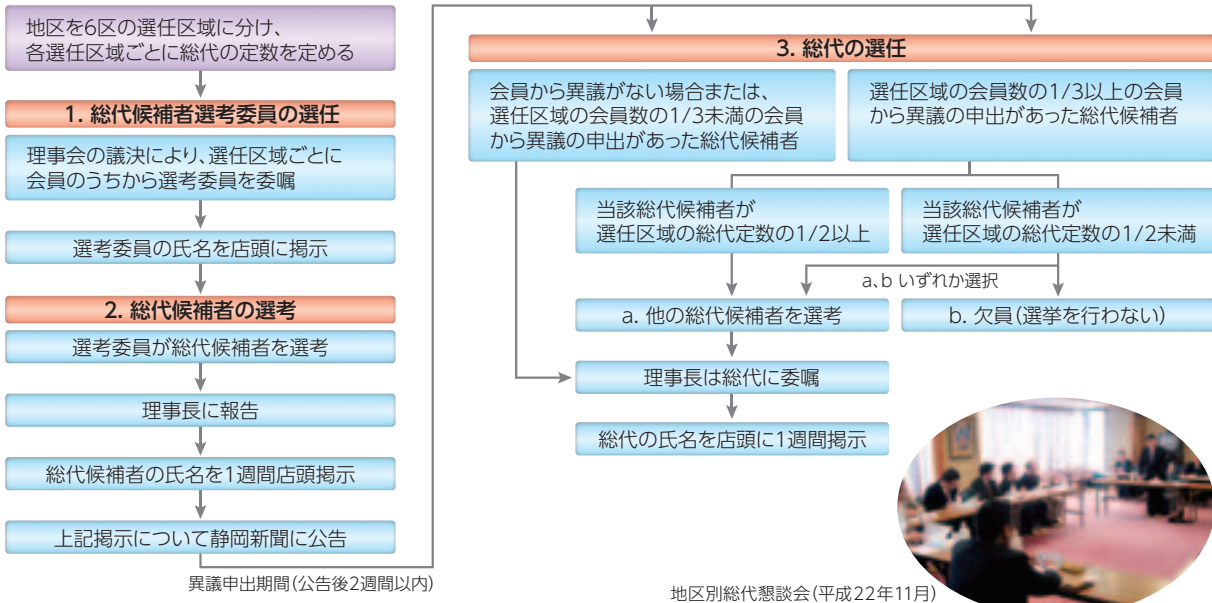 地区を6区の選任区域に分け、
各選任区域ごとに総代の定数を定める
1. 総代候補者選考委員の選任
理事会の議決により、選任区域ごとに
会員のうちから選考委員を委嘱
選考委員の氏名を店頭に掲示
2. 総代候補者の選考
選考委員が総代候補者を選考
理事長に報告
総代候補者の氏名を1週間店頭掲示
上記掲示について静岡新聞に公告
異議申出期間(公告後2週間以内)
3. 総代の選任
会員から異議がない場合または、
選任区域の会員数の1/3未満の会員
から異議の申出があった総代候補者
選任区域の会員数の1/3以上の会員
から異議の申出があった総代候補者
当該総代候補者が
選任区域の総代定数の1/2以上
当該総代候補者が
選任区域の総代定数の1/2未満
a、b いずれか選択
a. 他の総代候補者を選考
b. 欠員(選挙を行わない)
理事長は総代に委嘱
総代の氏名を店頭に1週間掲示
地区別総代懇談会(平成22年11月)